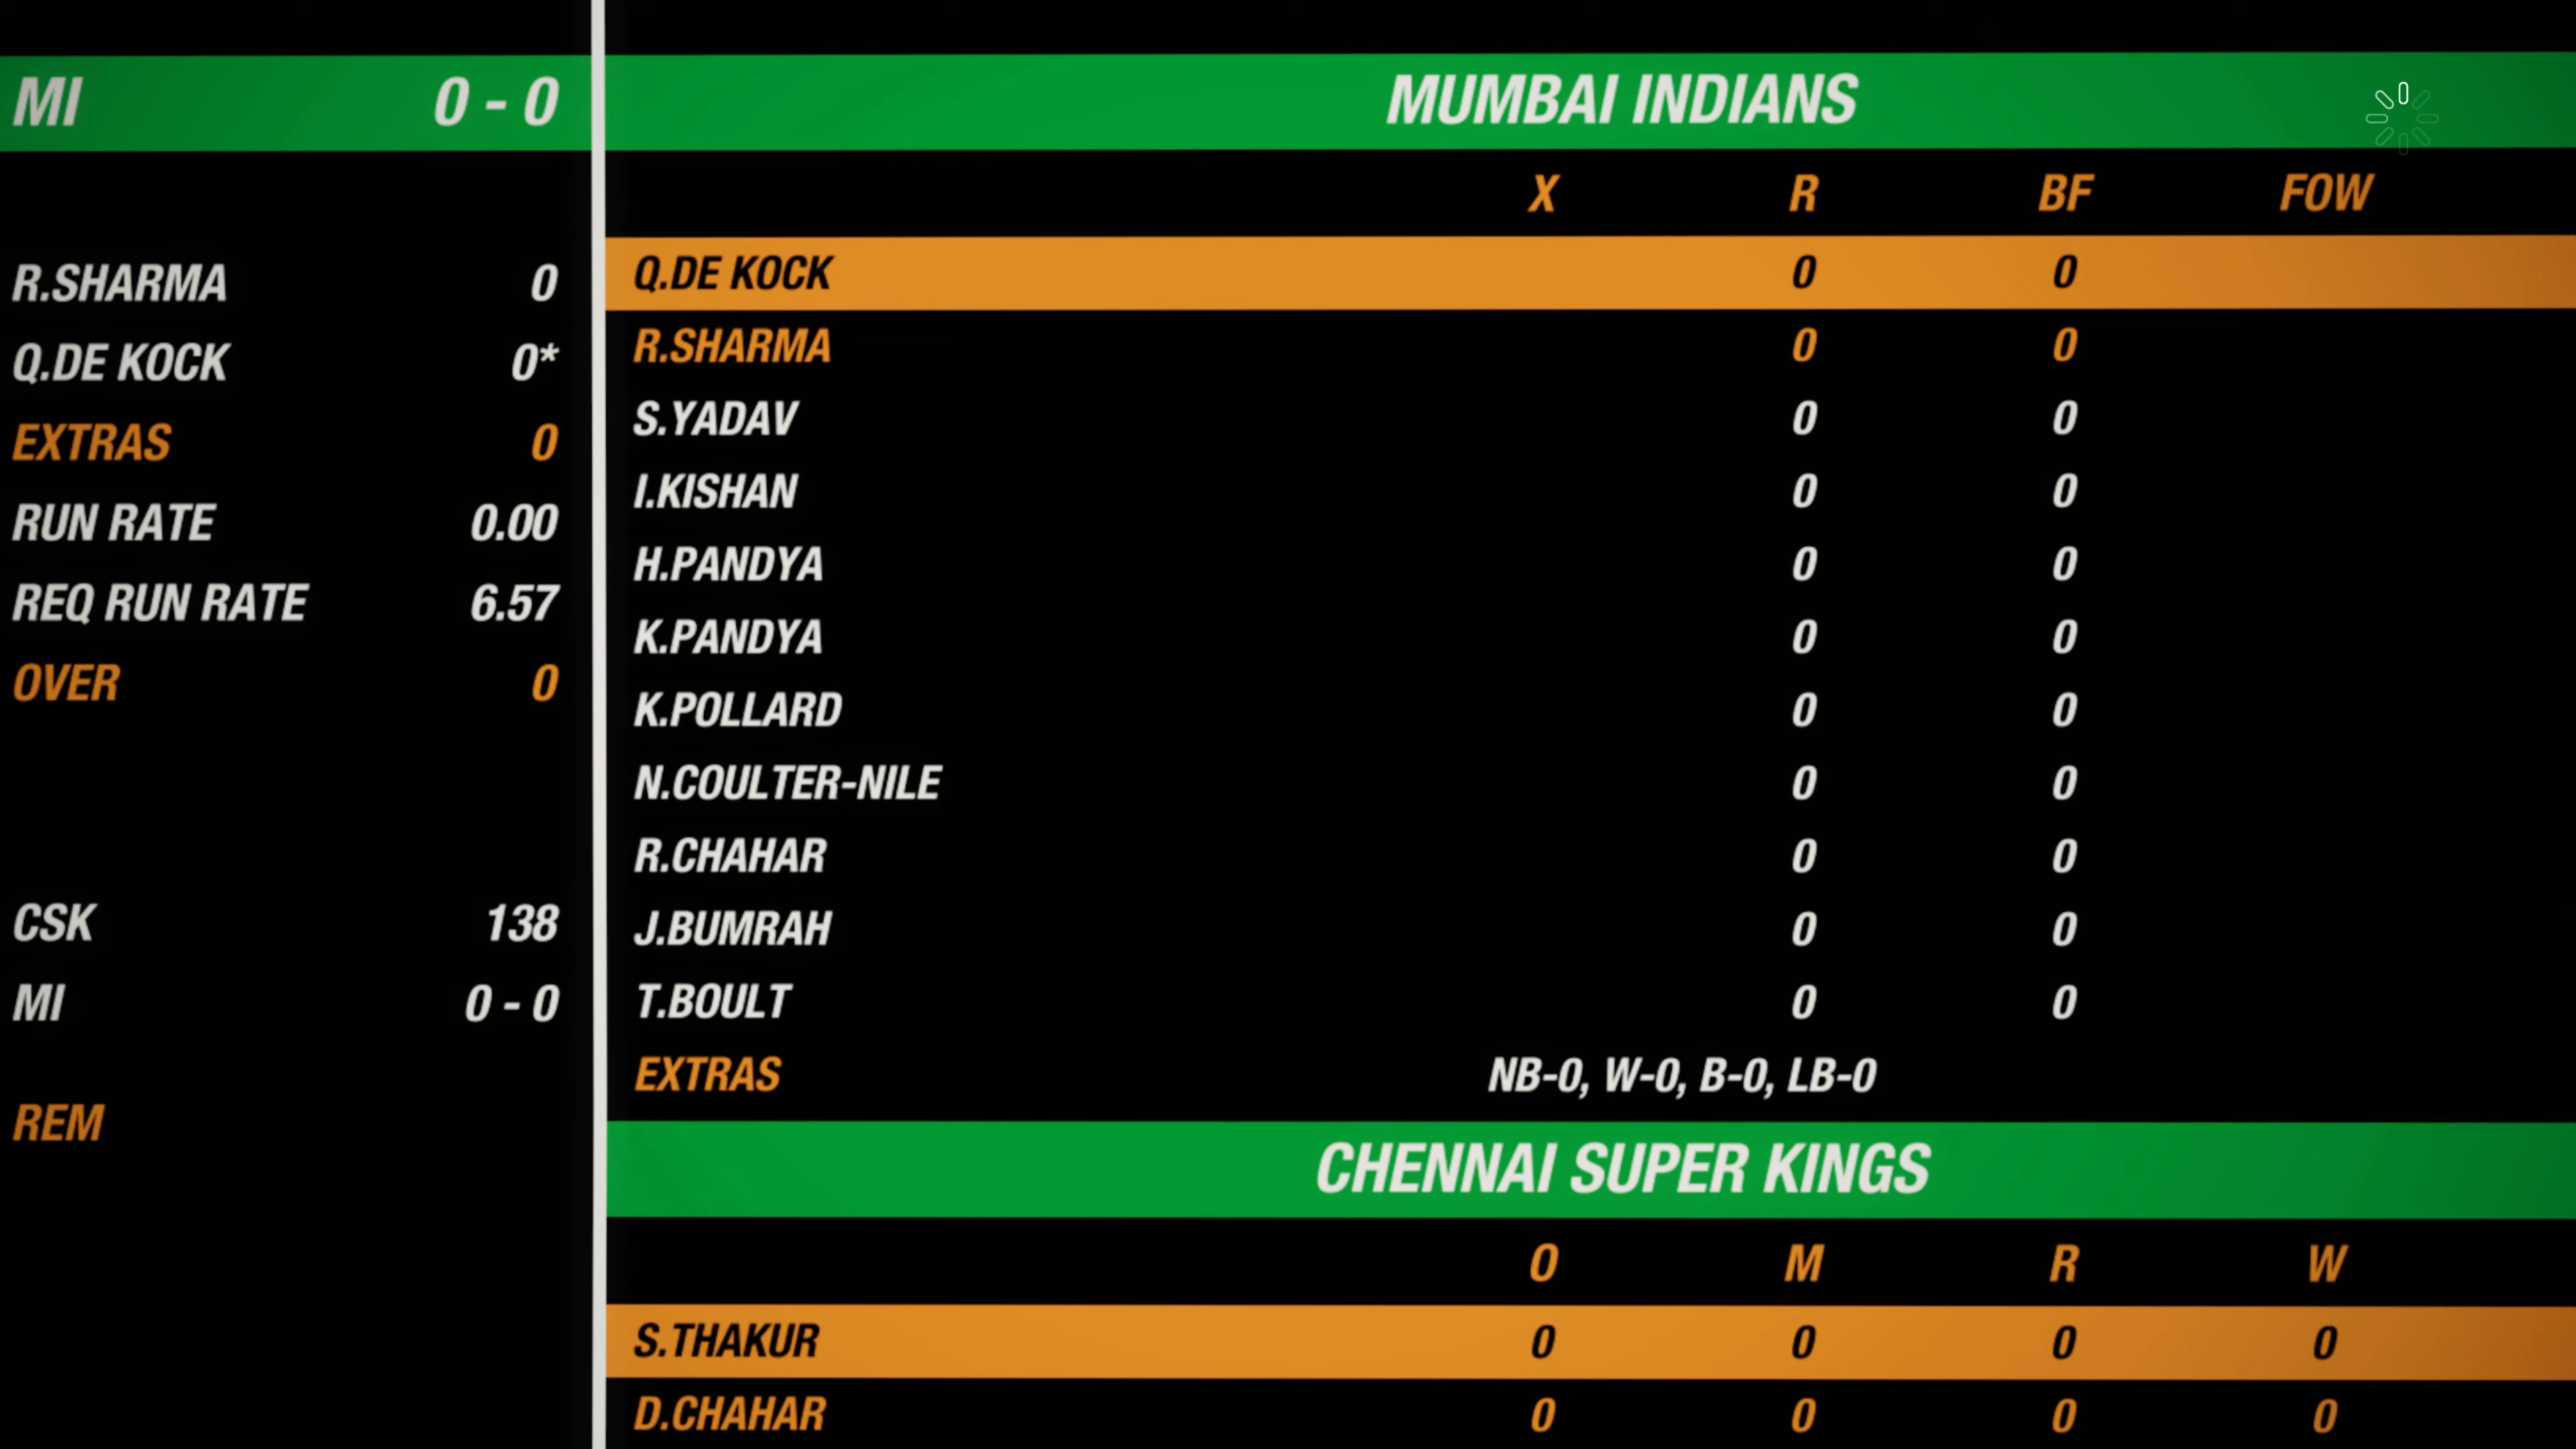 MI 0 - 0
R.SHARMA 0
Q.DE KOCK 0*
EXTRAS 0
RUN RATE 0.00
REQ RUN RATE 6.57
OVER 0
CSK 138
MI 0 - 0
REM
MUMBAI INDIANS
X R BF FOW
Q.DE KOCK 0 0
R.SHARMA 0 0
S.YADAV 0 0
I.KISHAN 0 0
H.PANDYA 0 0
K.PANDYA 0 0
K.POLLARD 0 0
N.COULTER-NILE 0 0
R.CHAHAR 0 0
J.BUMRAH 0 0
T.BOULT 0 0
EXTRAS NB-0, W-0, B-0, LB-0
CHENNAI SUPER KINGS
O M R W
S.THAKUR 0 0 0 0
D.CHAHAR 0 0 0 0